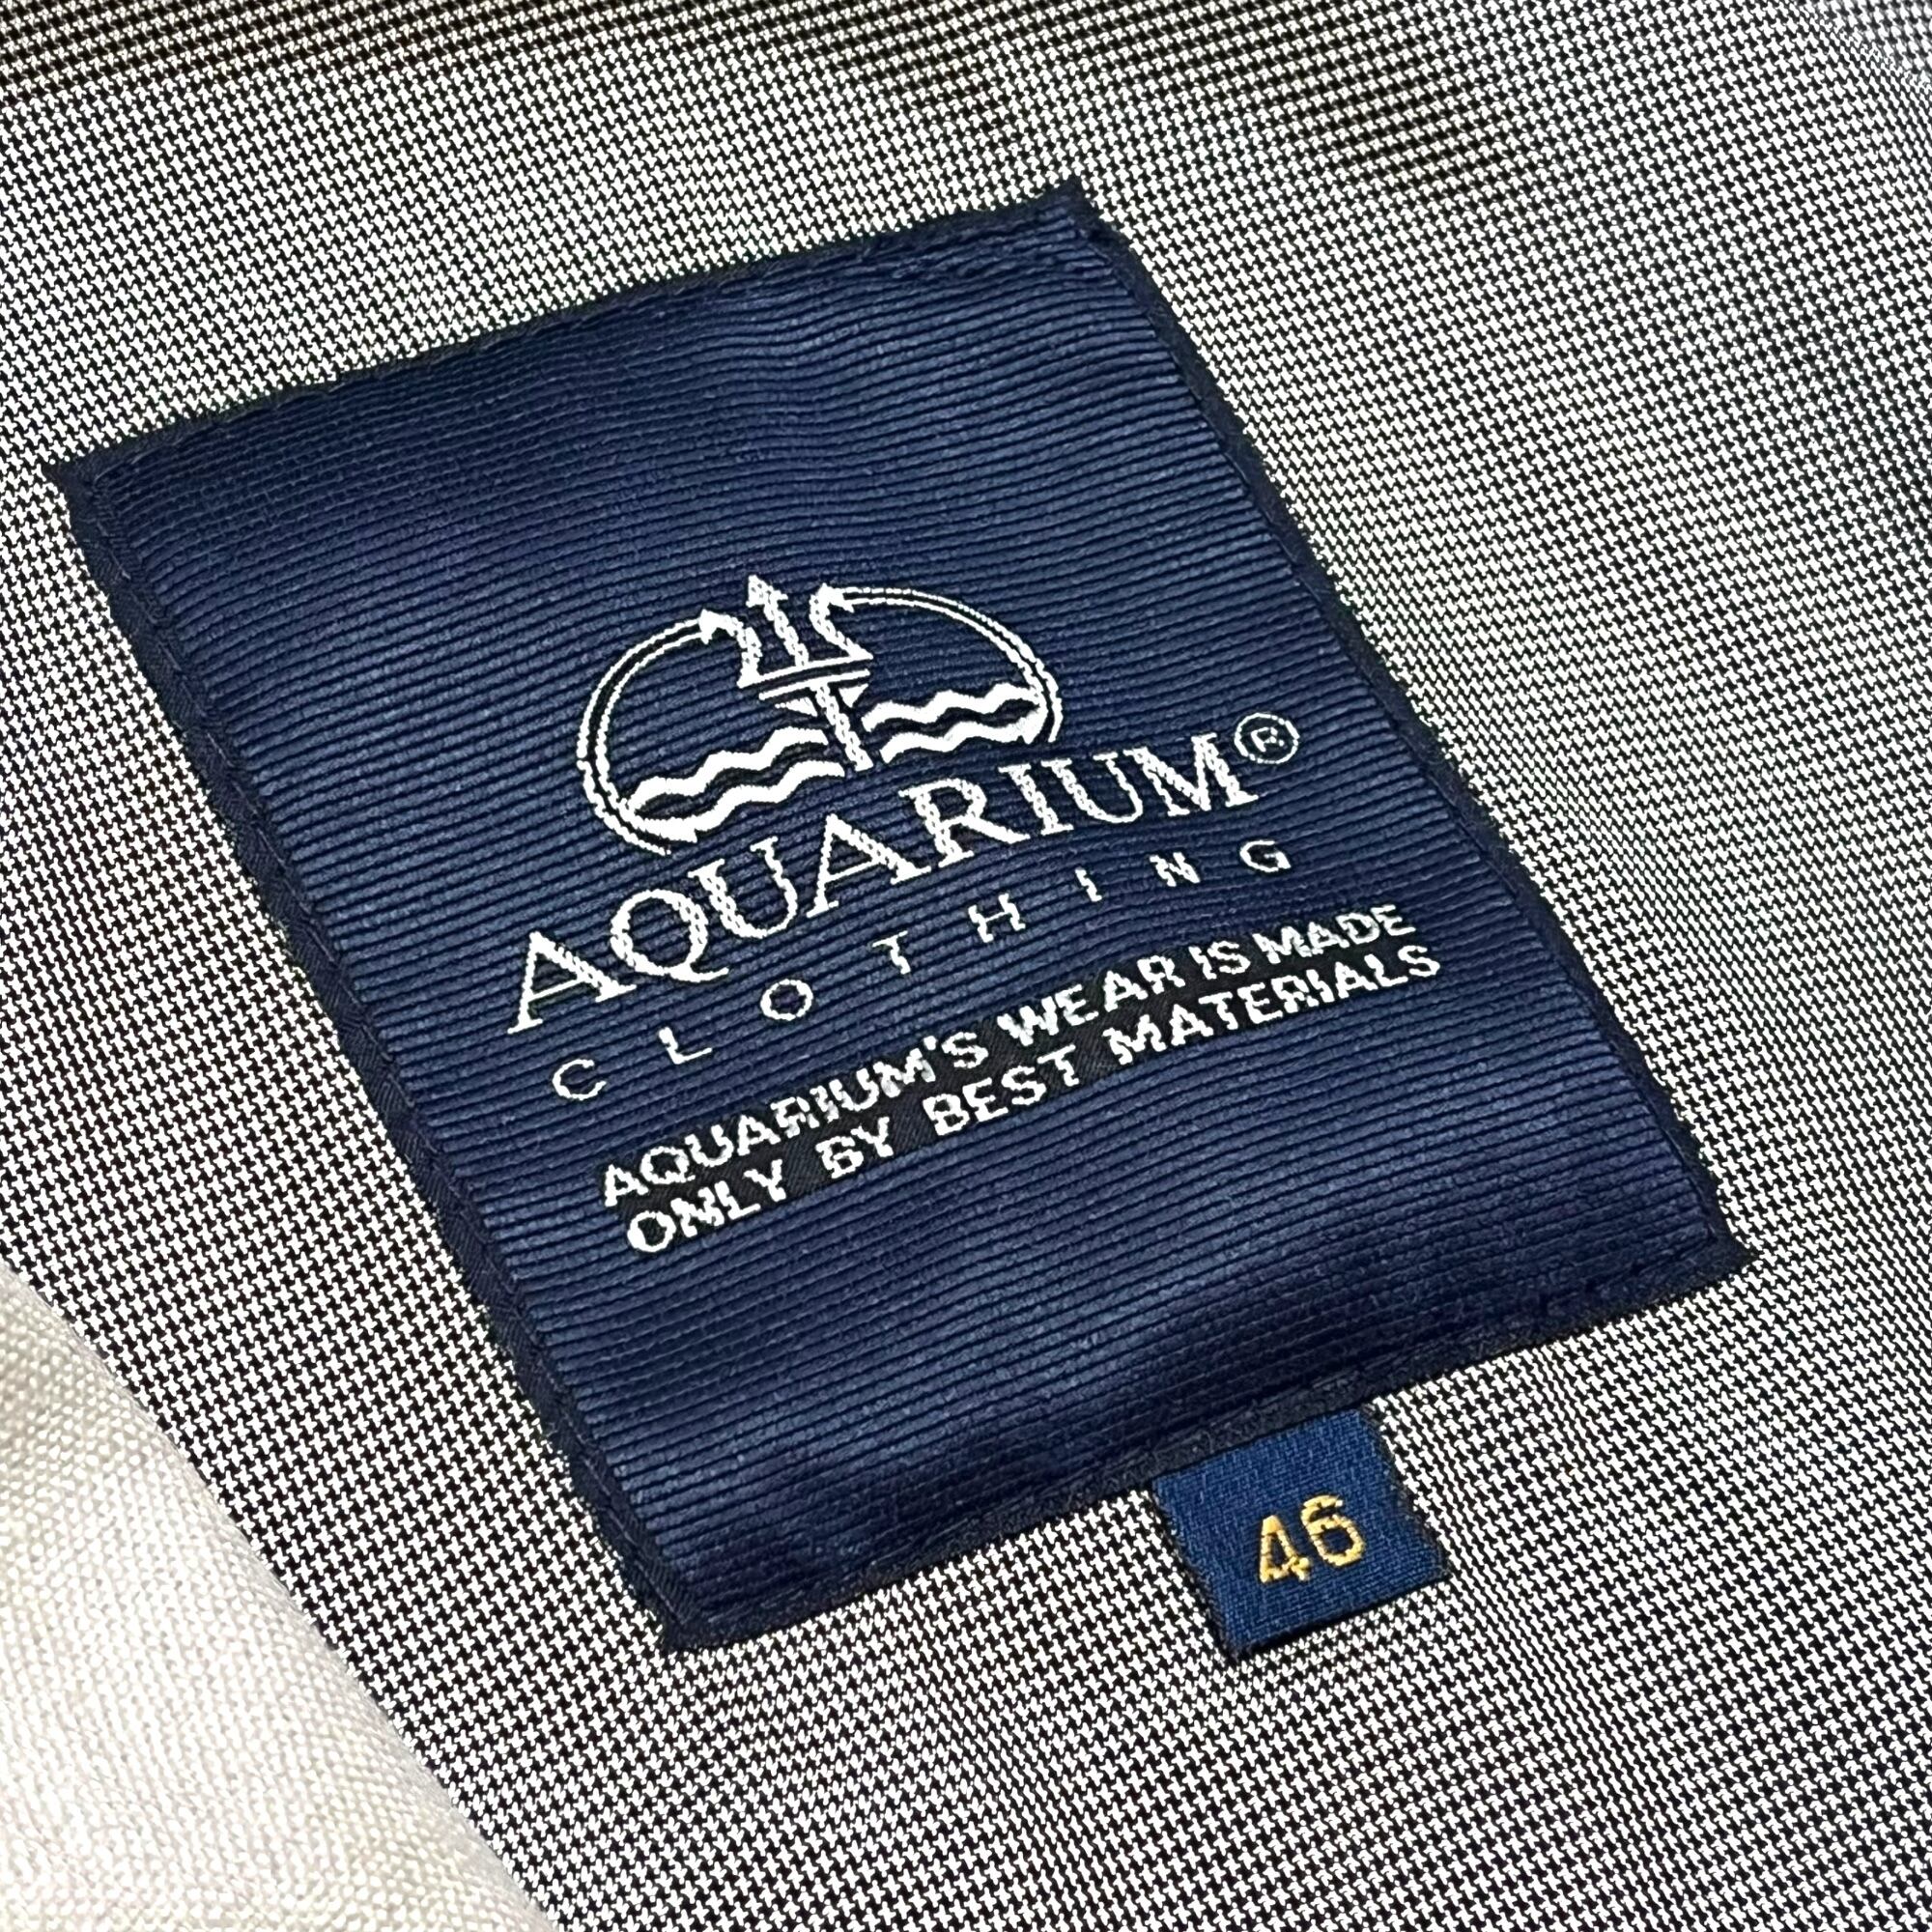 AQUARIUM®
CLOTHING
AQUARIUM'S WEAR IS MADE
ONLY BY BEST MATERIALS
46